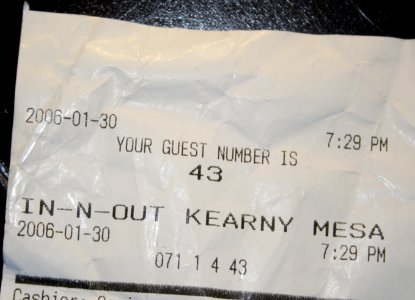 2006-01-30 7:29 PM
YOUR GUEST NUMBER IS
43
IN-N-OUT KEARNY MESA
2006-01-30 7:29 PM
071 1 4 43